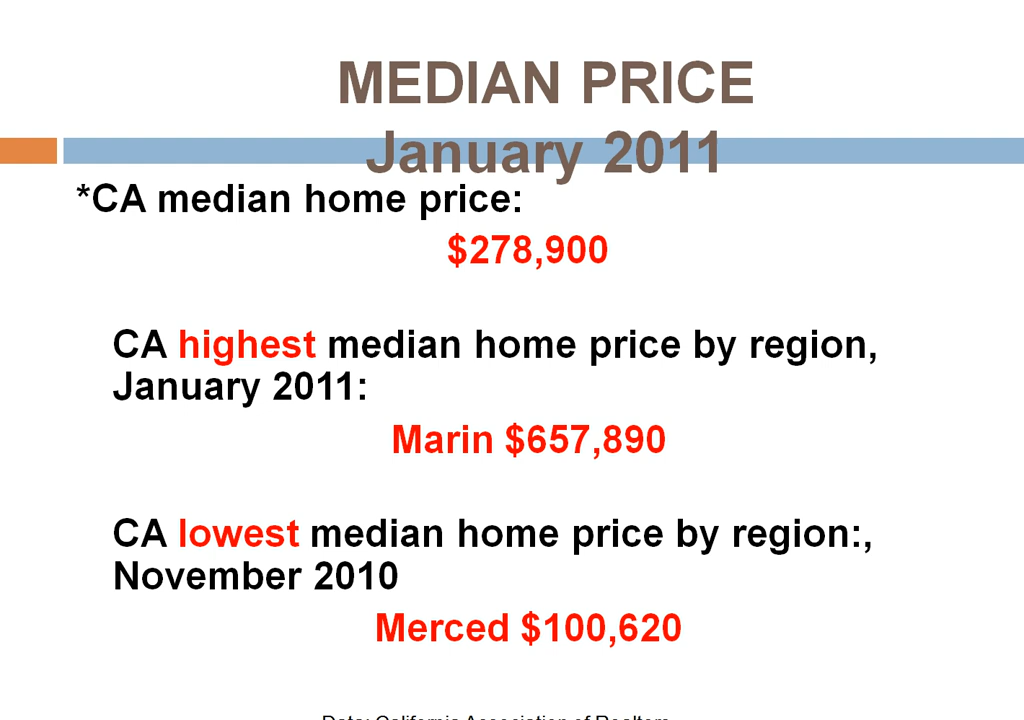 MEDIAN PRICE
January 2011
*CA median home price:
$278,900
CA highest median home price by region,
January 2011:
Marin $657,890
CA lowest median home price by region:,
November 2010
Merced $100,620
Data: California Association of Realtors